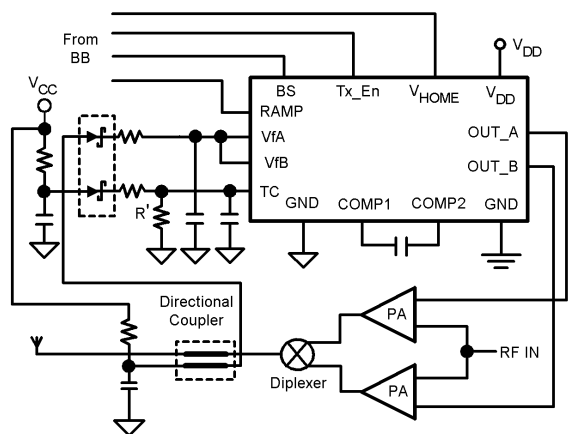 From
BB
V_DD
V_CC
BS
Tx_En
V_HOME
V_DD
RAMP
VfA
VfB
TC
OUT_A
OUT_B
R'
GND
COMP1
COMP2
GND
Directional
Coupler
PA
RF IN
Diplexer
PA